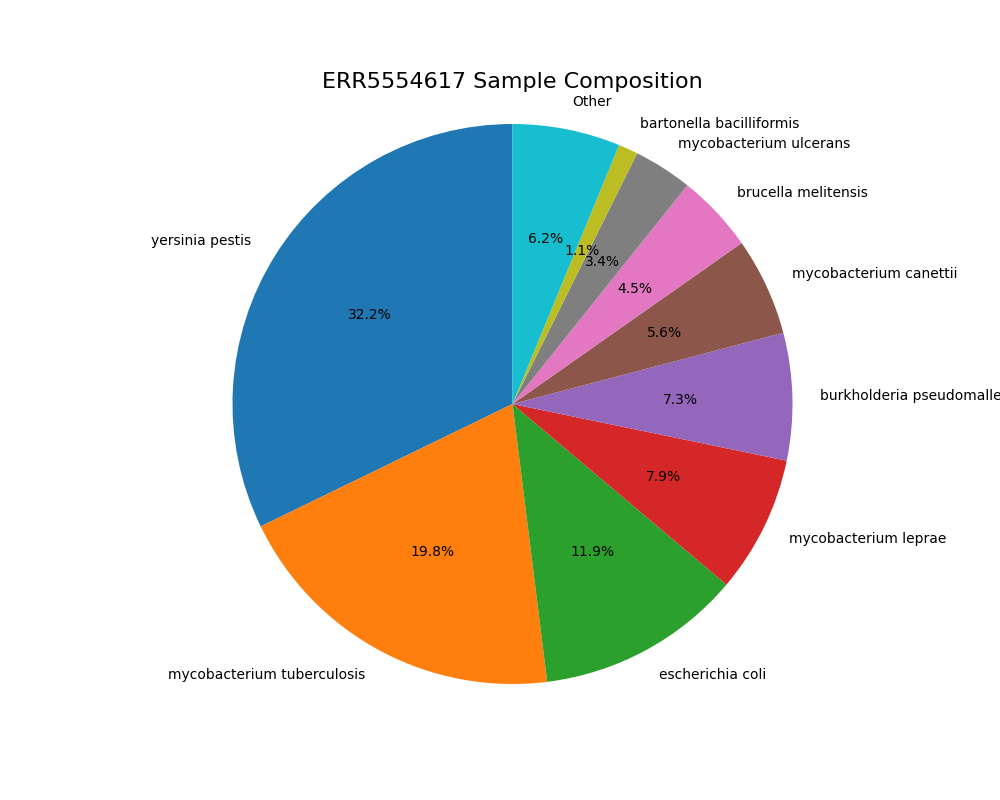 ERR5554617 Sample Composition
Other
bartonella bacilliformis
mycobacterium ulcerans
brucella melitensis
yersinia pestis
6.2%
1.1%
3.4%
mycobacterium canettii
4.5%
32.2%
5.6%
burkholderia pseudomalle
7.3%
7.9%
mycobacterium leprae
19.8%
11.9%
mycobacterium tuberculosis
escherichia coli